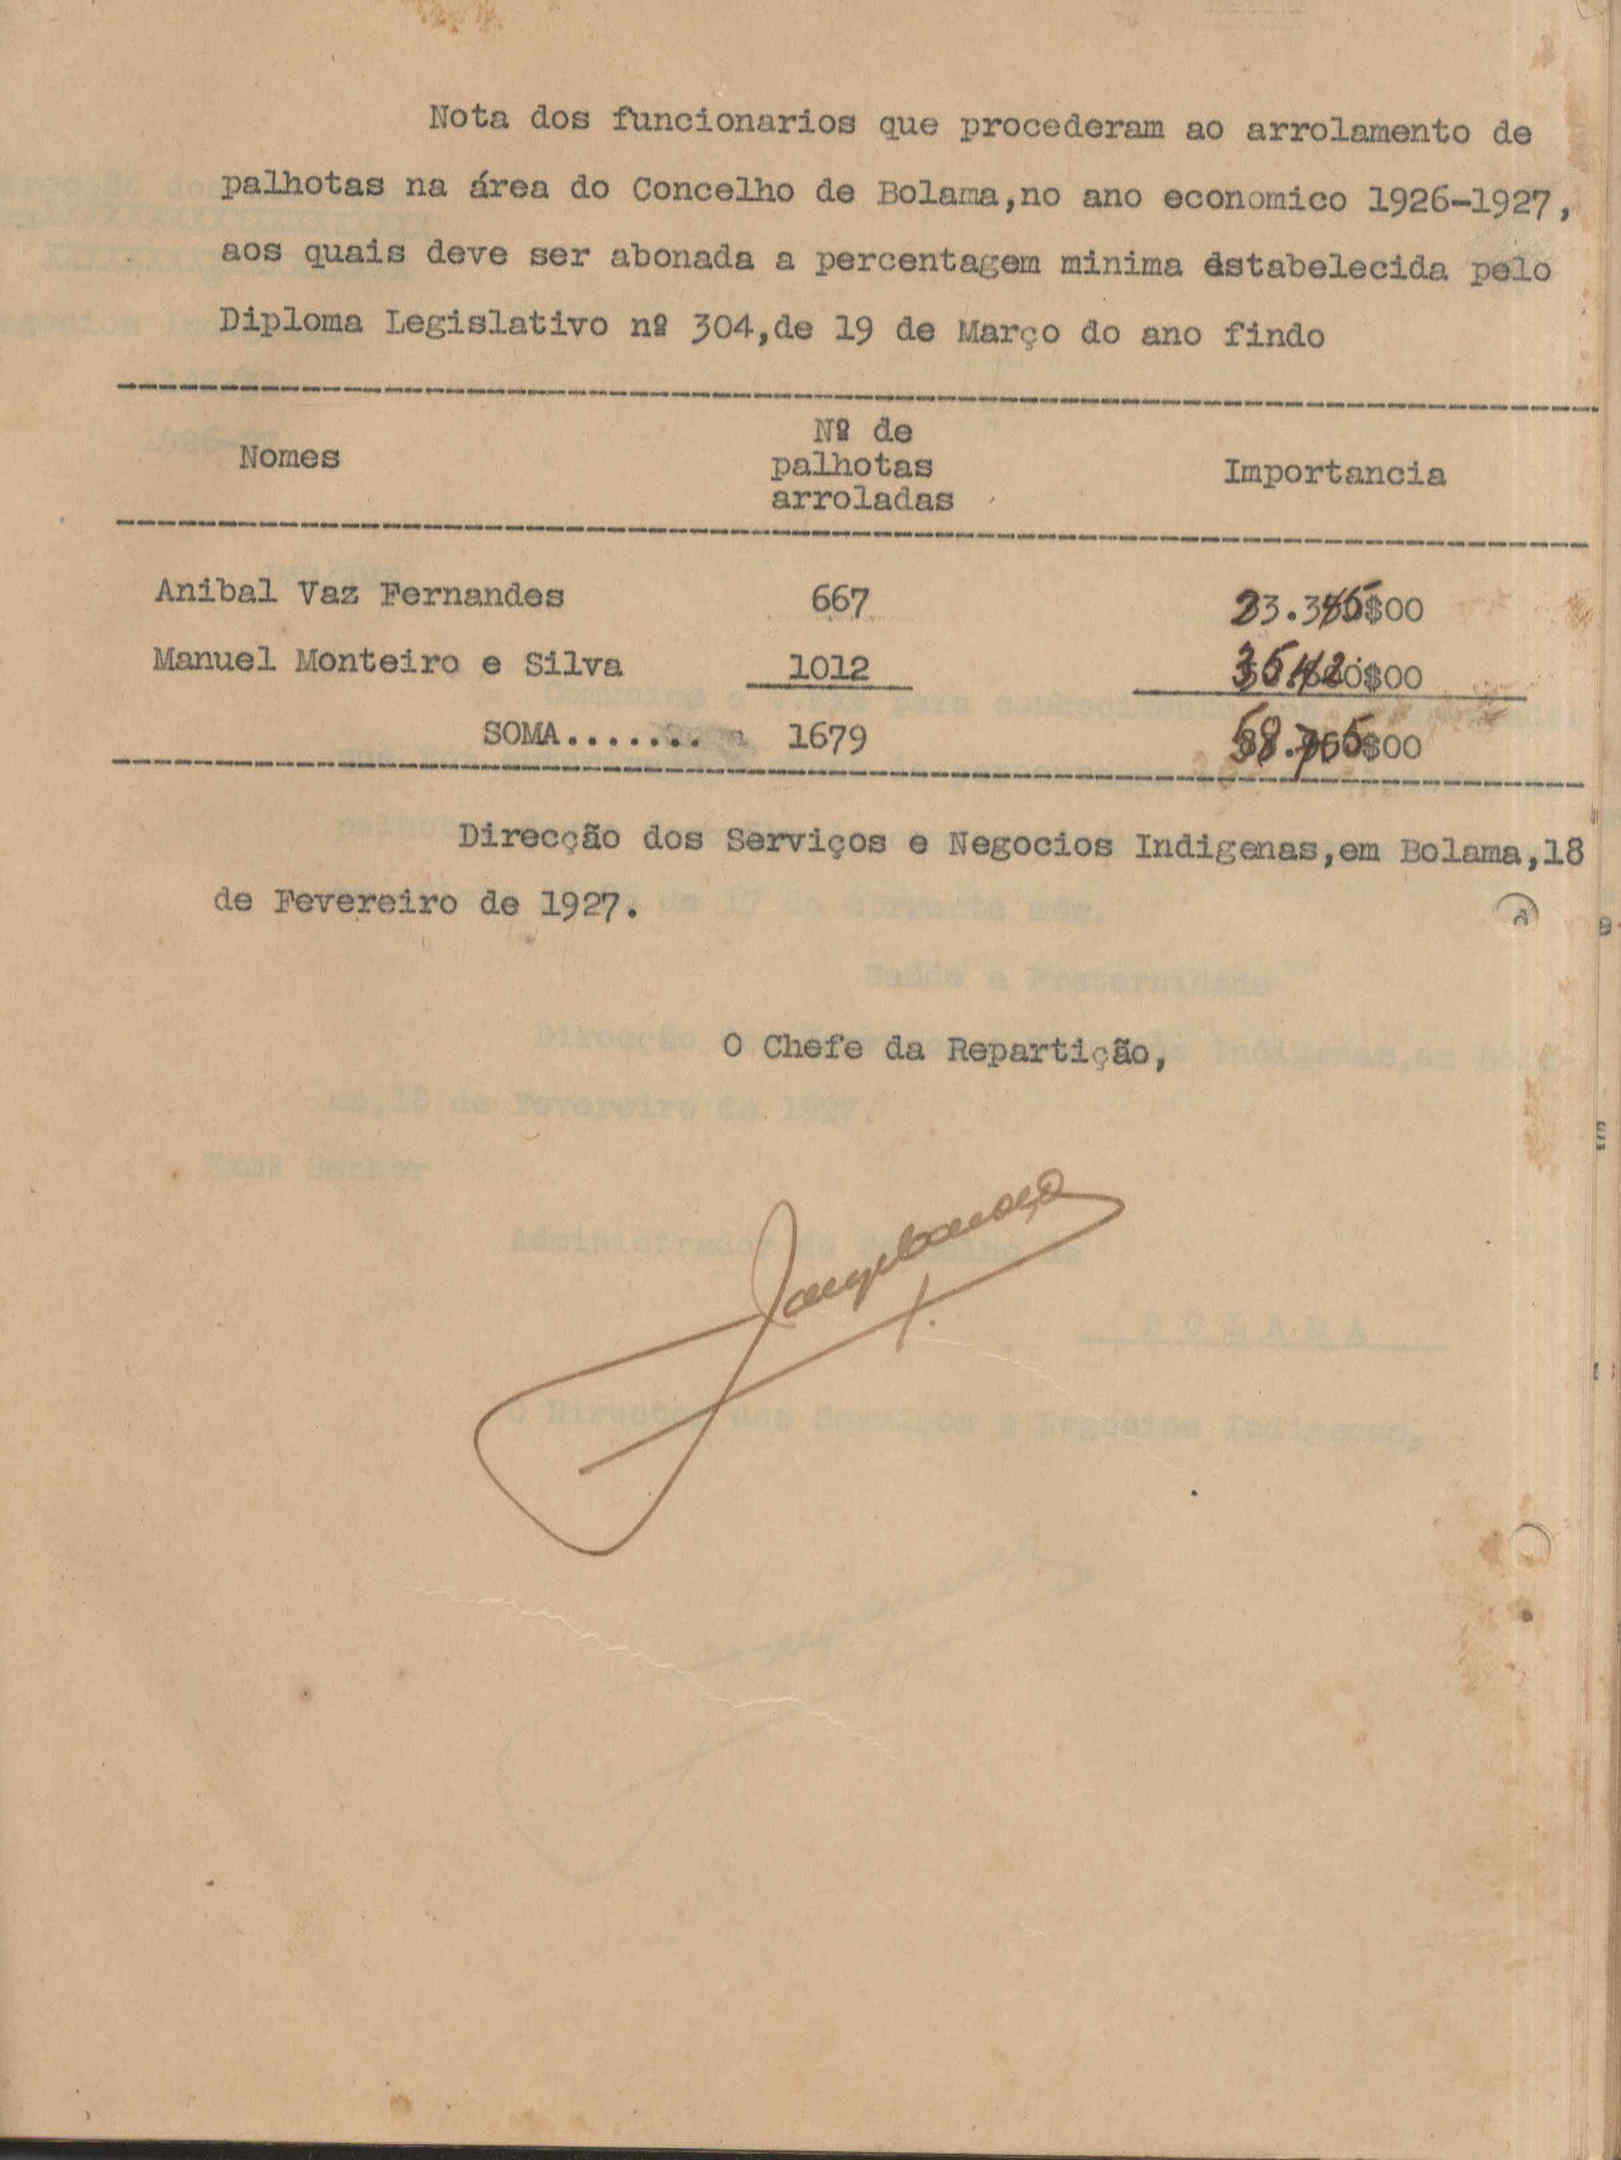 Nota dos funcionarios que procederam ao arrolamento de
palhotas na área do Concelho de Bolama,no ano economico 1926-1927,
aos quais deve ser abonada a percentagem minima estabelecida pelo
Diploma Legislativo nº 304,de 19 de Março do ano findo
Nomes Nº de palhotas arroladas Importancia
Anibal Vaz Fernandes 667 23.345$00
Manuel Monteiro e Silva 1012 35.420$00
SOMA....... 1679 58.765$00
Direcção dos Serviços e Negocios Indigenas,em Bolama,18
de Fevereiro de 1927.
O Chefe da Repartição,